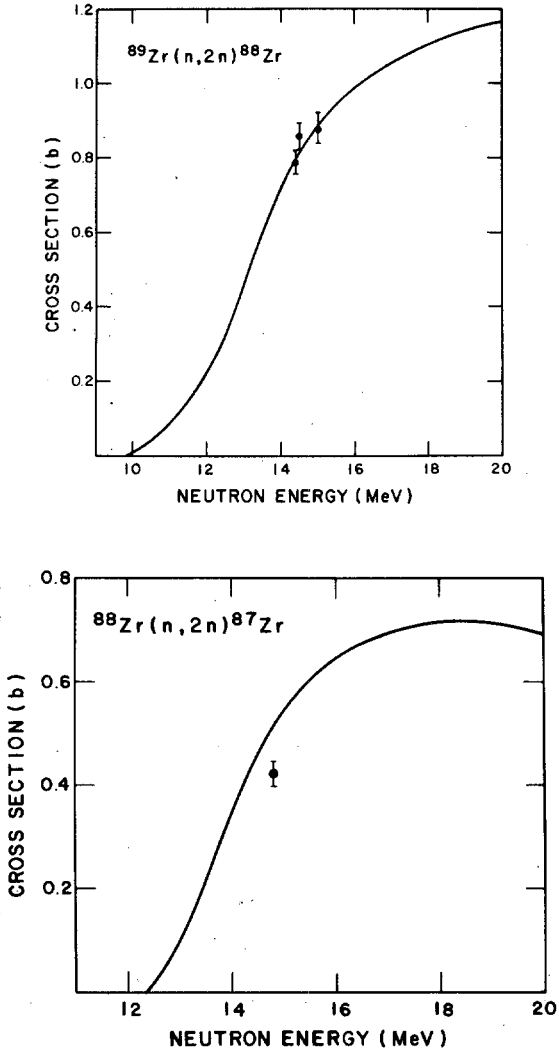 1.2
⁸⁹Zr(n,2n)⁸⁸Zr
1.0
0.8
0.6
0.4
0.2
CROSS SECTION (b)
10 12 14 16 18 20
NEUTRON ENERGY (MeV)
0.8
⁸⁸Zr(n,2n)⁸⁷Zr
0.6
0.4
0.2
CROSS SECTION (b)
12 14 16 18 20
NEUTRON ENERGY (MeV)